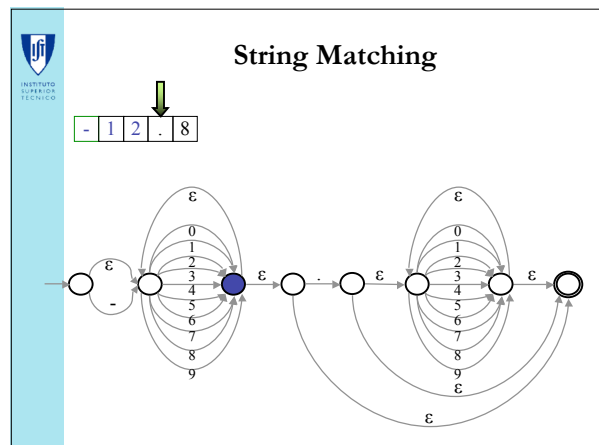 String Matching
INSTITUTO
SUPERIOR
TÉCNICO
- 1 2 . 8
ε ε
0 0
1 1
2 2
ε 3 ε . ε 3 ε
- 4 4
5 5
6 6
7 7
8 8
9 9
ε
ε